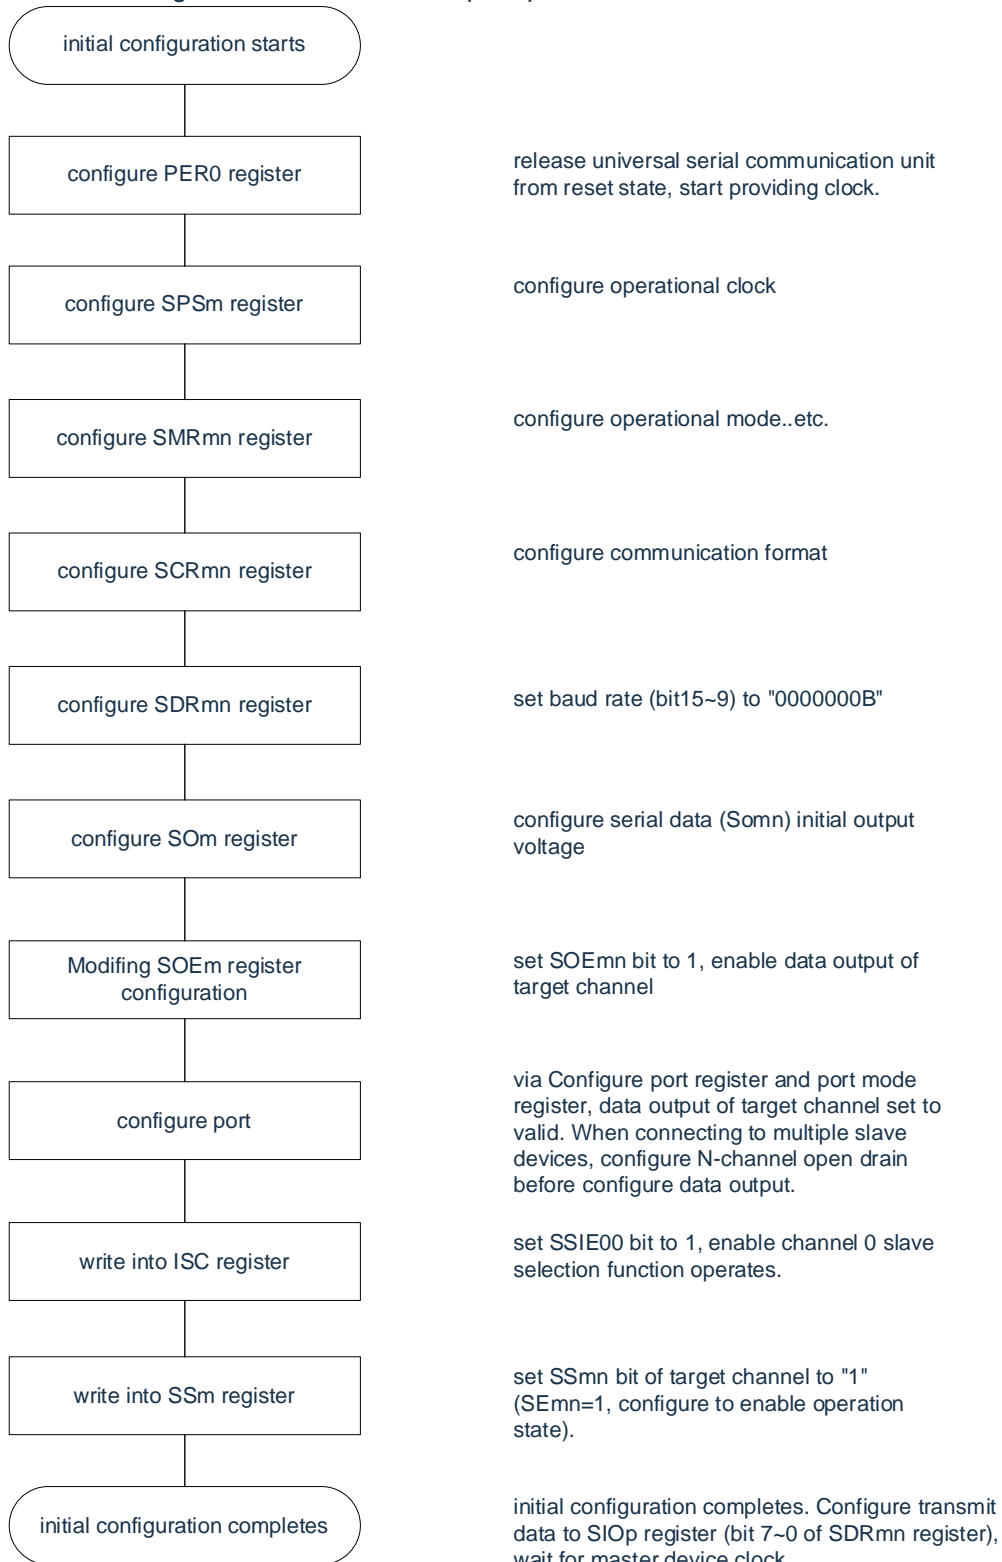 initial configuration starts
configure PER0 register
release universal serial communication unit
from reset state, start providing clock.
configure SPSm register
configure operational clock
configure SMRmn register
configure operational mode..etc.
configure SCRmn register
configure communication format
configure SDRmn register
set baud rate (bit15~9) to "0000000B"
configure SOm register
configure serial data (Somn) initial output
voltage
Modifing SOEm register
configuration
set SOEmn bit to 1, enable data output of
target channel
configure port
via Configure port register and port mode
register, data output of target channel set to
valid. When connecting to multiple slave
devices, configure N-channel open drain
before configure data output.
write into ISC register
set SSIE00 bit to 1, enable channel 0 slave
selection function operates.
write into SSm register
set SSmn bit of target channel to "1"
(SEmn=1, configure to enable operation
state).
initial configuration completes
initial configuration completes. Configure transmit
data to SIOp register (bit 7~0 of SDRmn register),
wait for master device clock